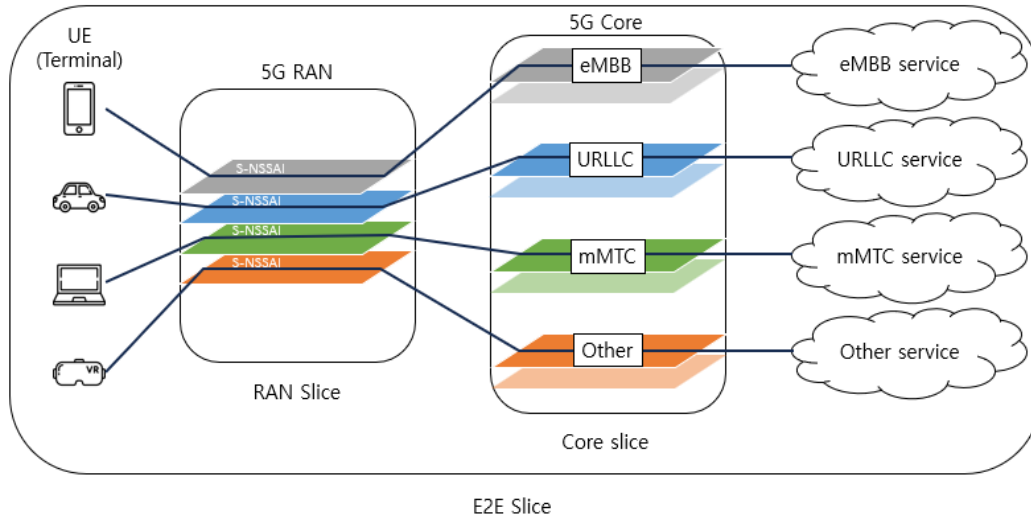 UE
(Terminal)
5G RAN
5G Core
S-NSSAI
S-NSSAI
S-NSSAI
S-NSSAI
VR
RAN Slice
eMBB
URLLC
mMTC
Other
Core slice
eMBB service
URLLC service
mMTC service
Other service
E2E Slice